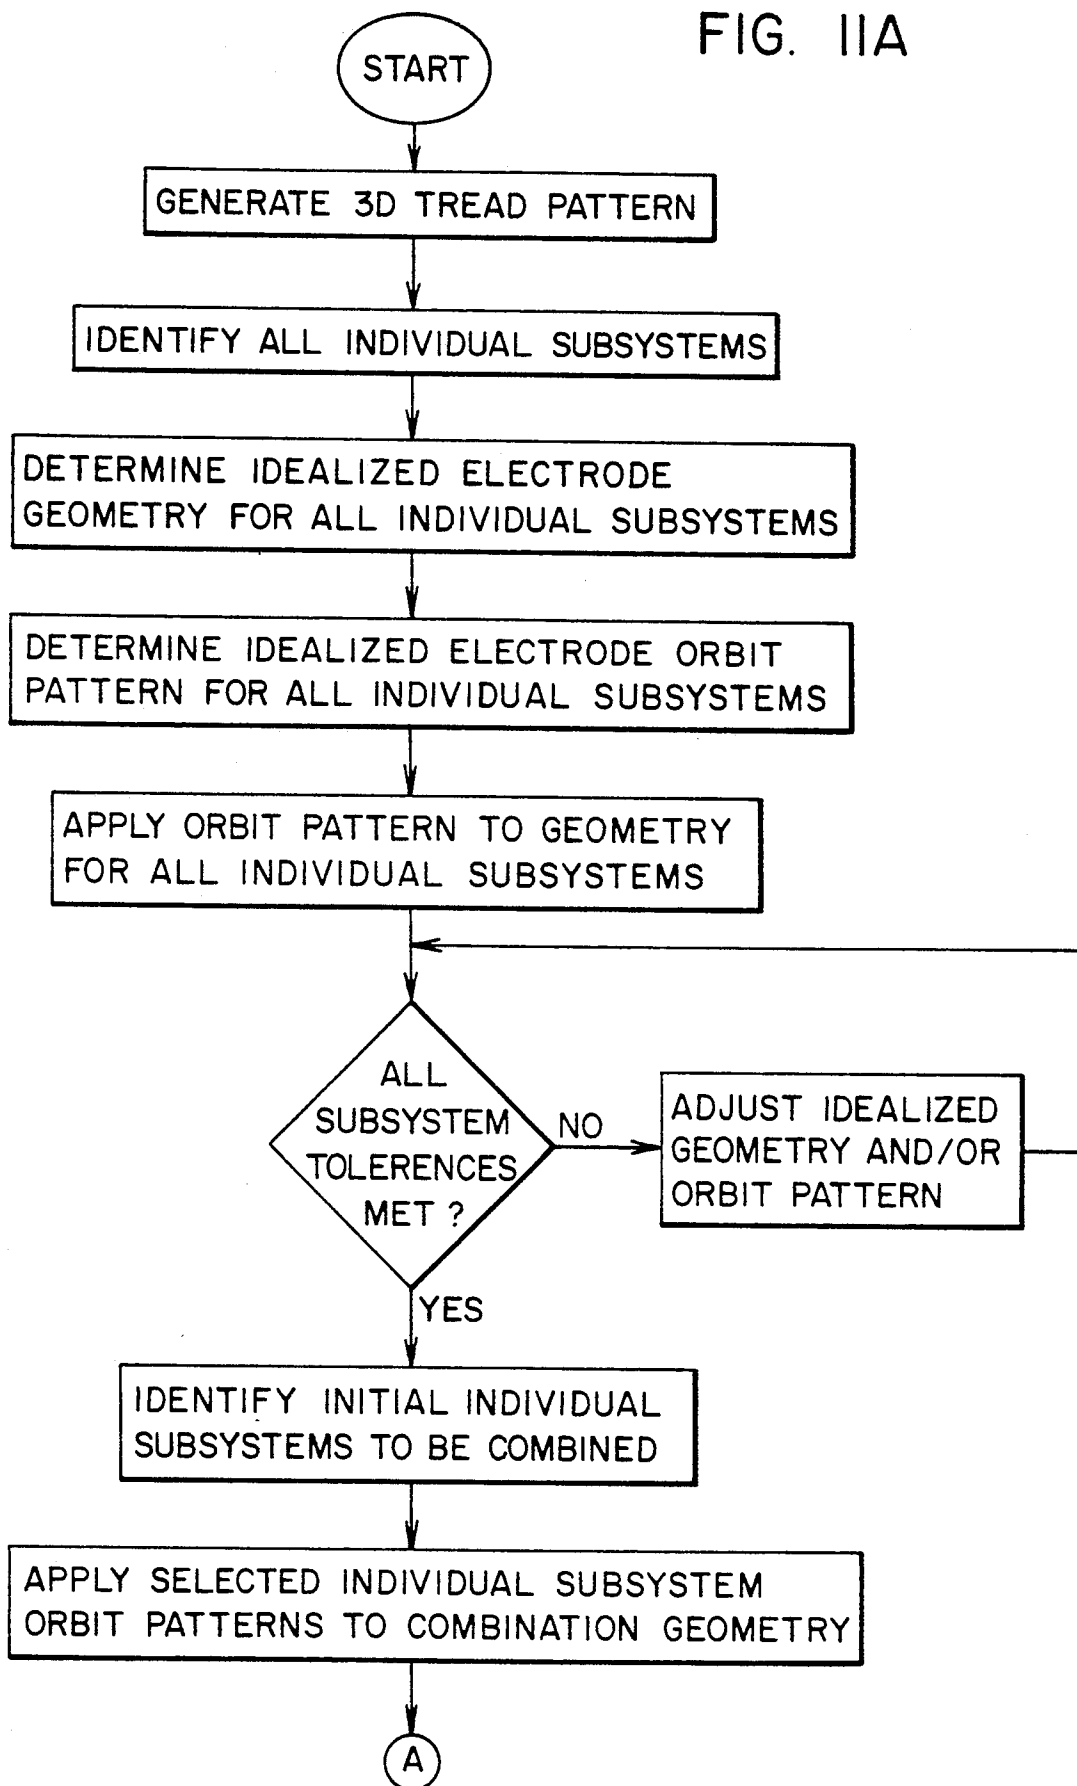 FIG. 11A
START
GENERATE 3D TREAD PATTERN
IDENTIFY ALL INDIVIDUAL SUBSYSTEMS
DETERMINE IDEALIZED ELECTRODE
GEOMETRY FOR ALL INDIVIDUAL SUBSYSTEMS
DETERMINE IDEALIZED ELECTRODE ORBIT
PATTERN FOR ALL INDIVIDUAL SUBSYSTEMS
APPLY ORBIT PATTERN TO GEOMETRY
FOR ALL INDIVIDUAL SUBSYSTEMS
ALL
SUBSYSTEM
TOLERENCES
MET ?
NO
ADJUST IDEALIZED
GEOMETRY AND/OR
ORBIT PATTERN
YES
IDENTIFY INITIAL INDIVIDUAL
SUBSYSTEMS TO BE COMBINED
APPLY SELECTED INDIVIDUAL SUBSYSTEM
ORBIT PATTERNS TO COMBINATION GEOMETRY
A